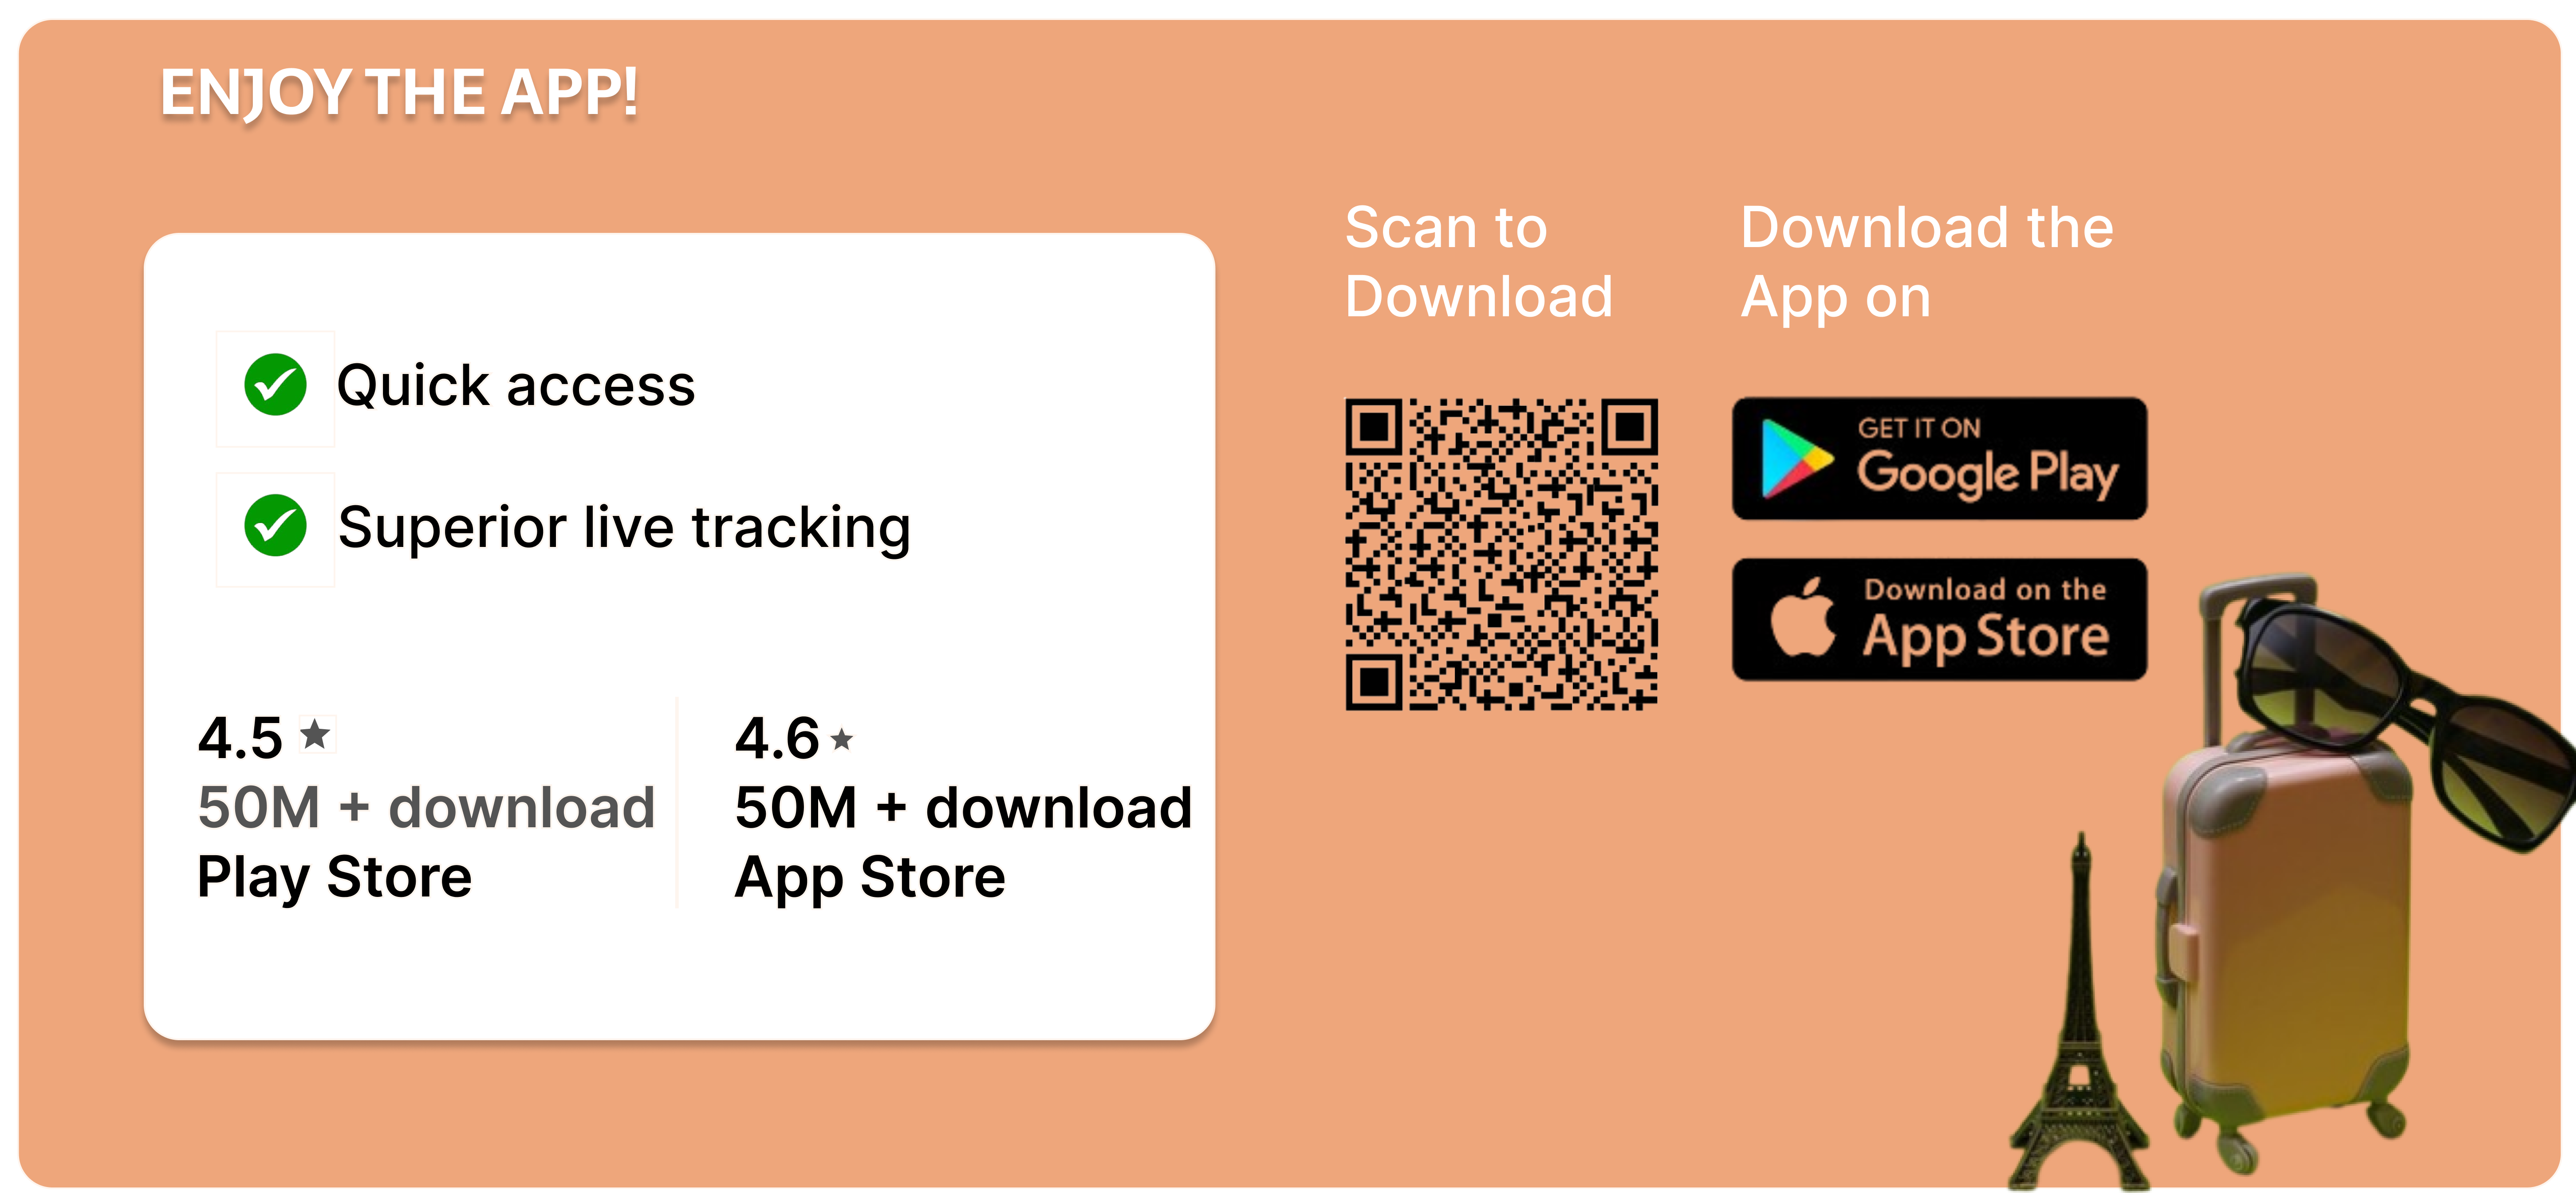 ENJOY THE APP!
Quick access
Superior live tracking
4.5
50M + download
Play Store
4.6
50M + download
App Store
Scan to
Download
Download the
App on
GET IT ON
Google Play
Download on the
App Store